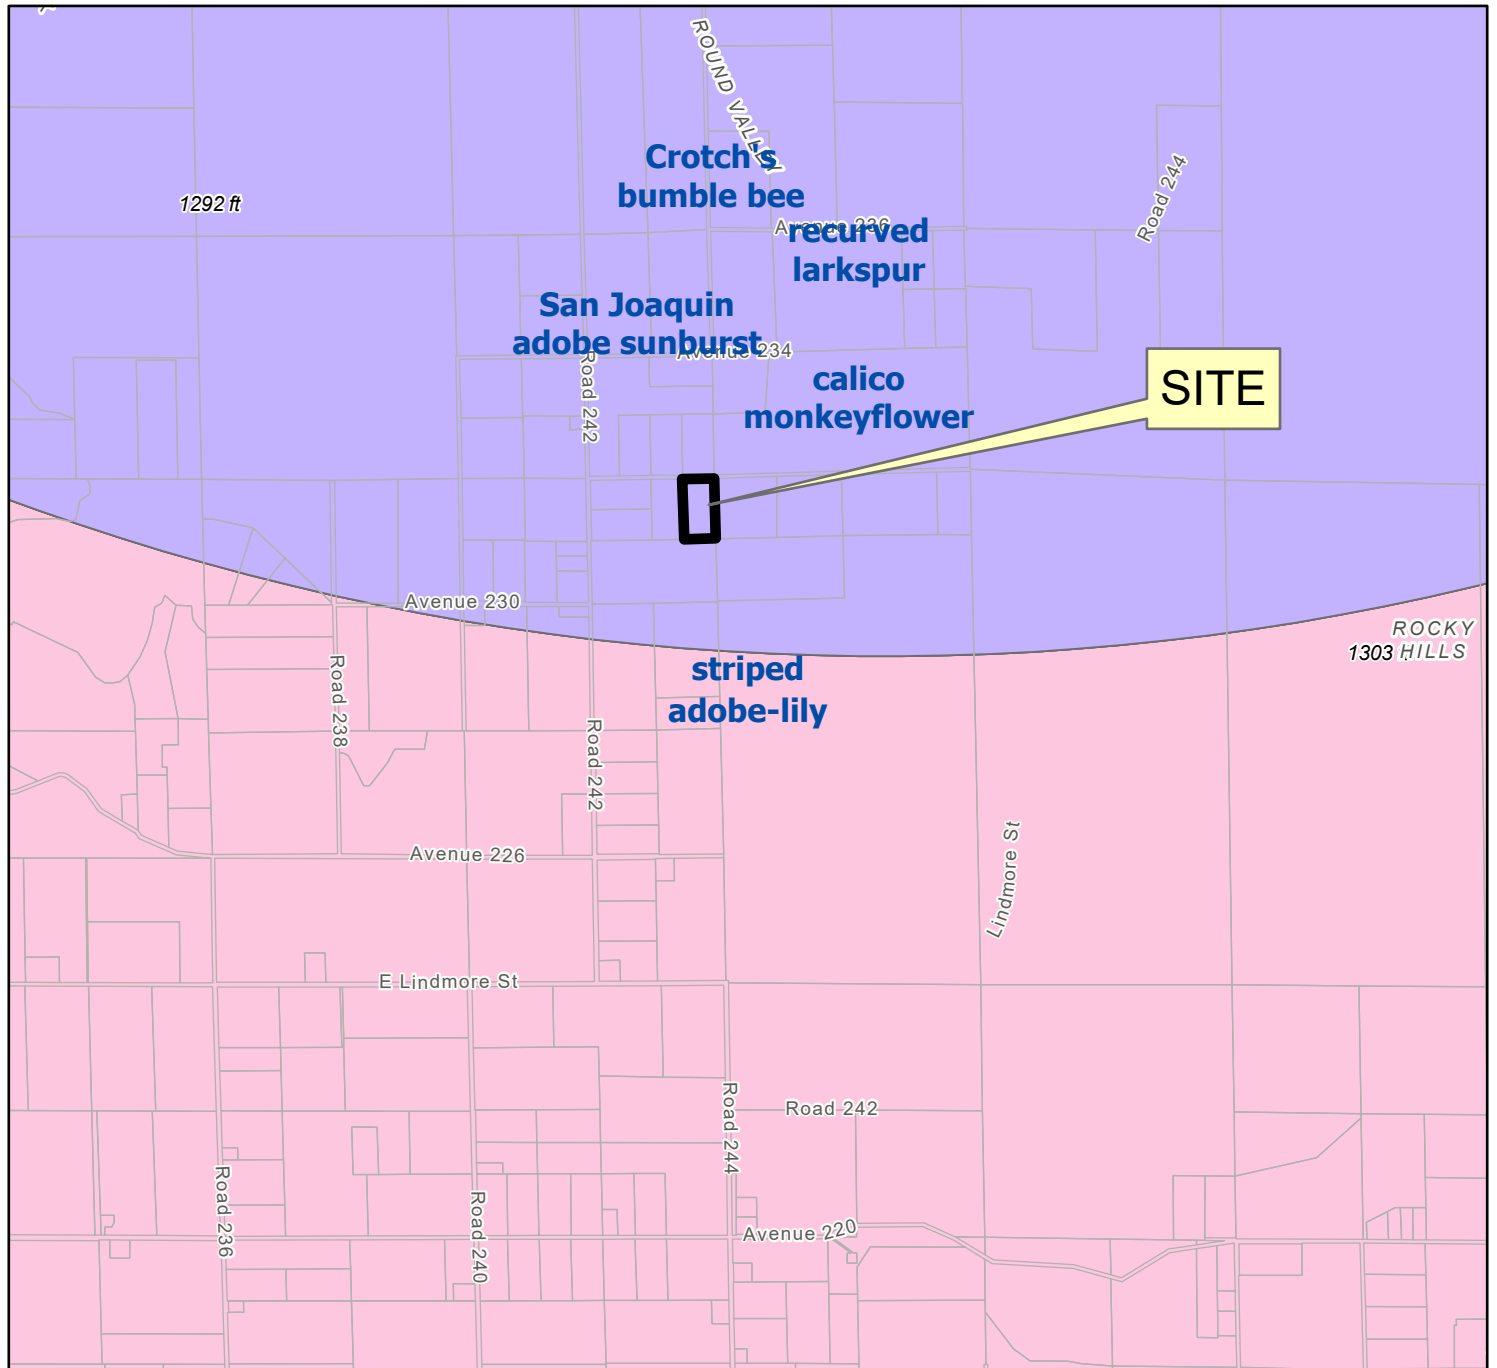 ROUND VALLEY
Crotch's
bumble bee
Road 244
1292 ft
Avenue 236
recurved
larkspur
San Joaquin
adobe sunburst
Avenue 234
Road 242
calico
monkeyflower
SITE
Avenue 230
ROCKY
HILLS
1303
striped
adobe-lily
Road 238
Road 242
Avenue 226
Lindmore St
E Lindmore St
Road 244
Road 242
Road 236
Road 240
Avenue 220